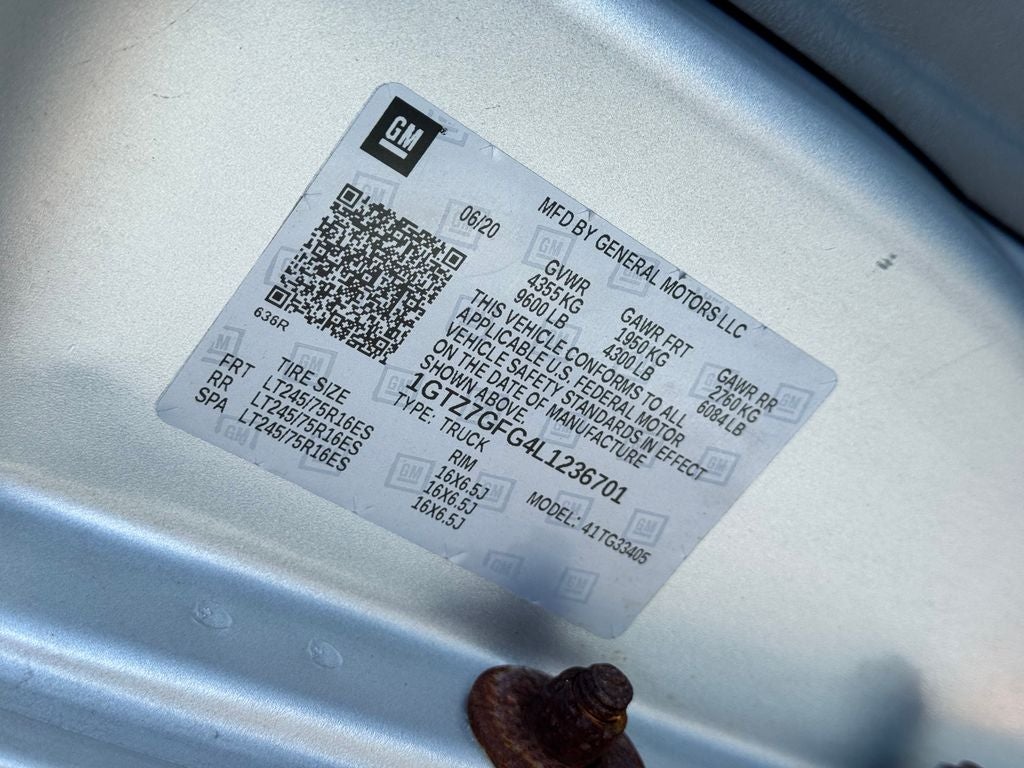 GM
06/20
MFD BY GENERAL MOTORS LLC
GVWR
4355 KG
9600 LB
GAWR FRT
1950 KG
4300 LB
GAWR RR
2760 KG
6084 LB
THIS VEHICLE CONFORMS TO ALL
APPLICABLE U.S. FEDERAL MOTOR
VEHICLE SAFETY STANDARDS IN EFFECT
ON THE DATE OF MANUFACTURE
SHOWN ABOVE.
1GTZ7GFG4L1236701
TYPE: TRUCK
MODEL: 41TG33405
636R
TIRE SIZE
RIM
FRT LT245/75R16ES 16X6.5J
RR LT245/75R16ES 16X6.5J
SPA LT245/75R16ES 16X6.5J